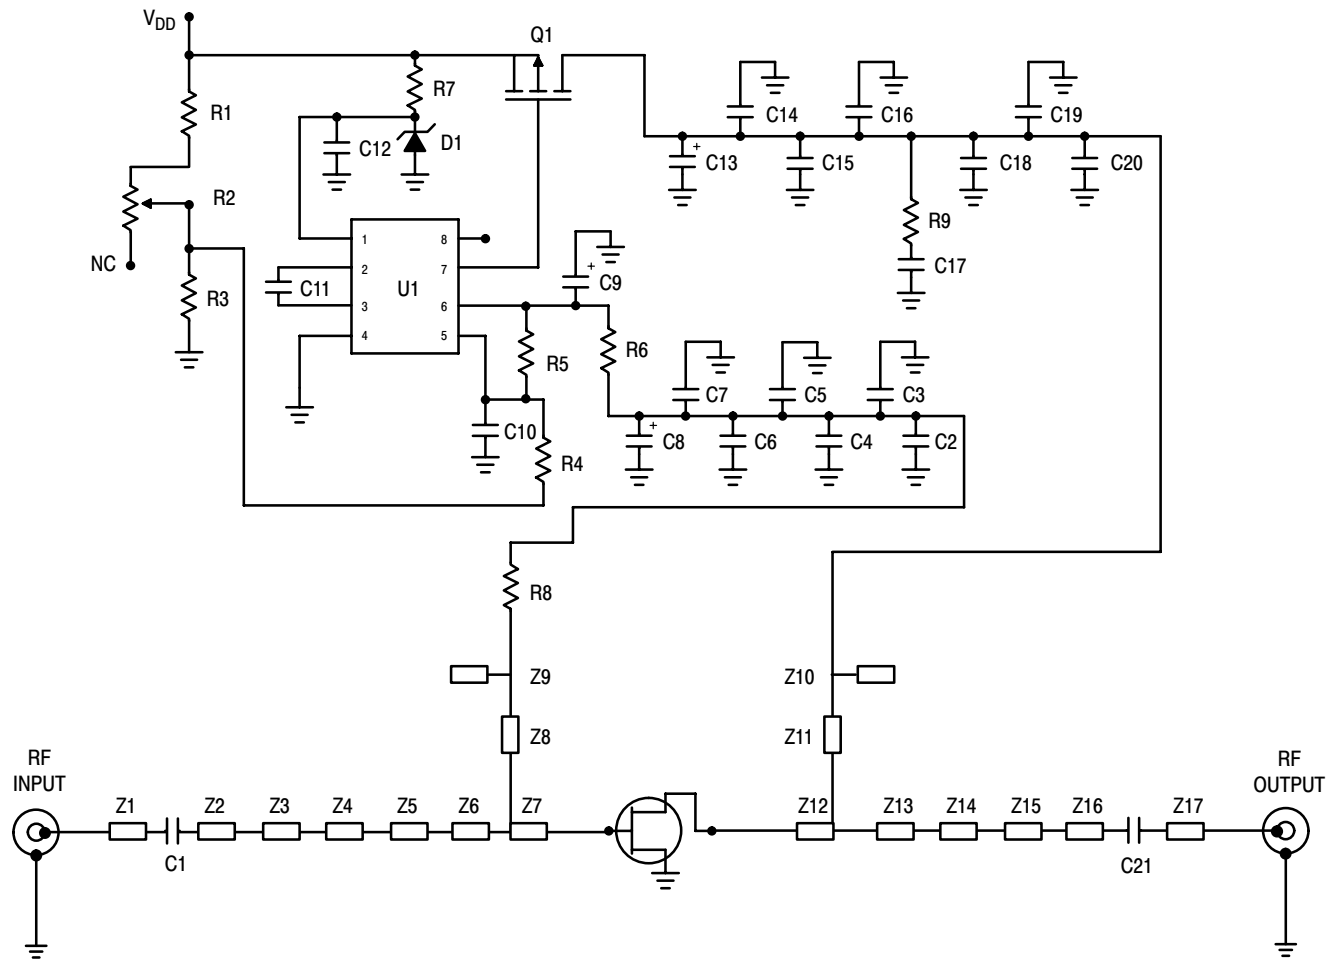 VDD
Q1
R1
R7
C12
D1
C14
C16
C19
C13
C15
C18
C20
R2
R9
NC
R3
C11
1
2
3
4
U1
8
7
6
5
C9
C17
R5
R6
C7
C5
C3
C10
R4
C8
C6
C4
C2
R8
Z9
Z10
Z8
Z11
RF
INPUT
RF
OUTPUT
Z1
Z2
Z3
Z4
Z5
Z6
Z7
Z12
Z13
Z14
Z15
Z16
Z17
C1
C21